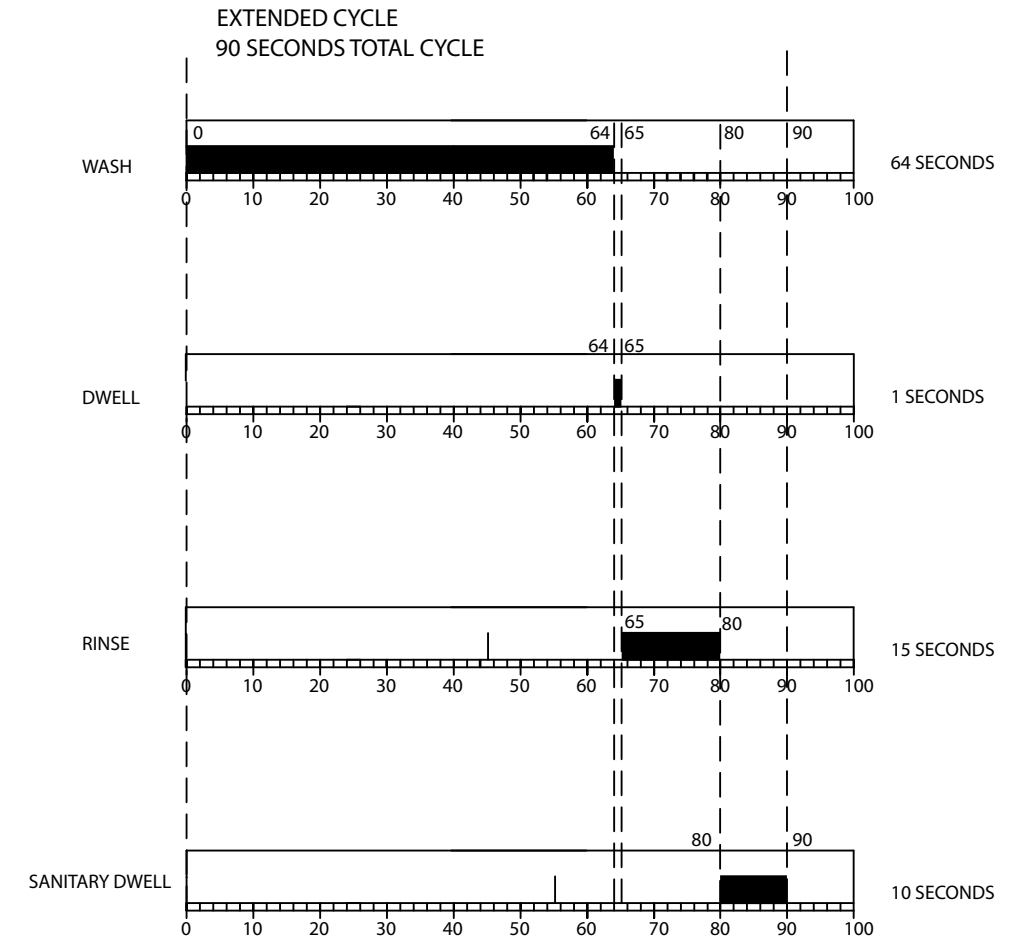 EXTENDED CYCLE
90 SECONDS TOTAL CYCLE
0 64 65 80 90
WASH 64 SECONDS
0 10 20 30 40 50 60 70 80 90 100
64 65
DWELL 1 SECONDS
0 10 20 30 40 50 60 70 80 90 100
65 80
RINSE 15 SECONDS
0 10 20 30 40 50 60 70 80 90 100
80 90
SANITARY DWELL 10 SECONDS
0 10 20 30 40 50 60 70 80 90 100